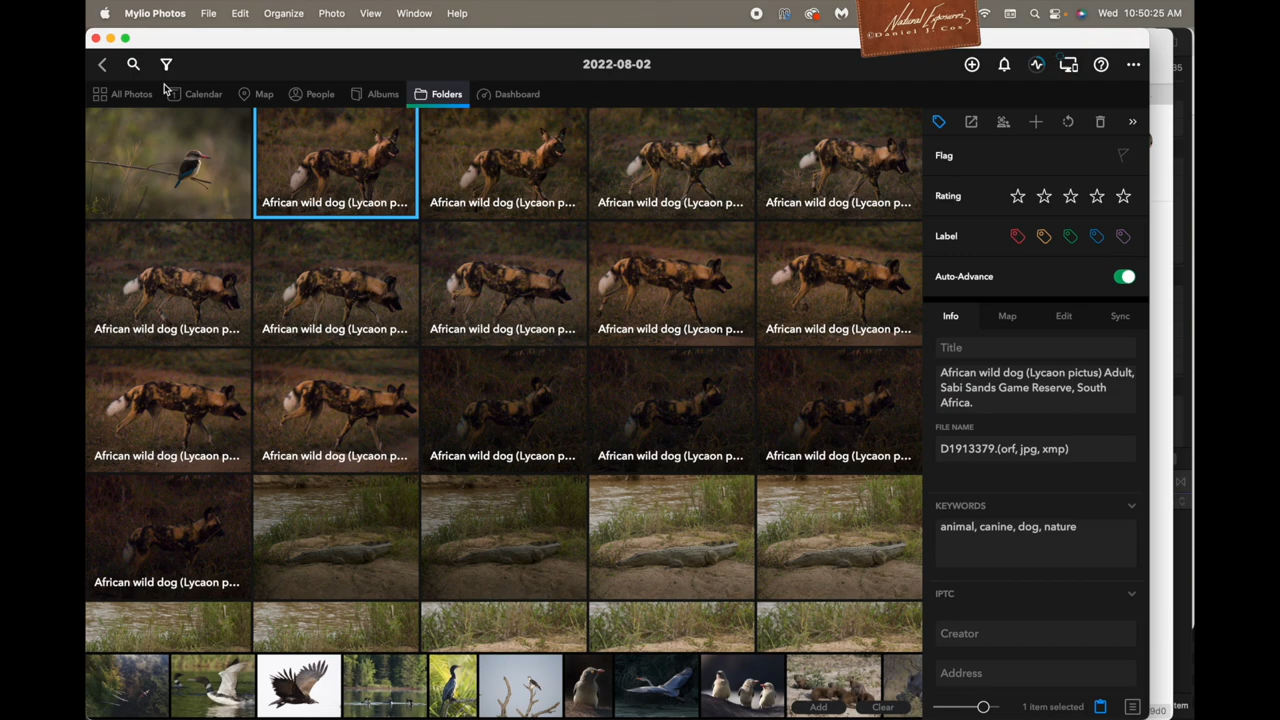 Mylio Photos File Edit Organize Photo View Window Help
Wed 10:50:25 AM
Natural Exposures
©Daniel J. Cox
2022-08-02
All Photos Calendar Map People Albums Folders Dashboard
African wild dog (Lycaon p... African wild dog (Lycaon p... African wild dog (Lycaon p... African wild dog (Lycaon p...
African wild dog (Lycaon p... African wild dog (Lycaon p... African wild dog (Lycaon p... African wild dog (Lycaon p... African wild dog (Lycaon p...
African wild dog (Lycaon p... African wild dog (Lycaon p... African wild dog (Lycaon p... African wild dog (Lycaon p... African wild dog (Lycaon p...
African wild dog (Lycaon p...
Add Clear
Flag
Rating
Label
Auto-Advance
Info Map Edit Sync
Title
African wild dog (Lycaon pictus) Adult,
Sabi Sands Game Reserve, South
Africa.
FILE NAME
D1913379.(orf, jpg, xmp)
KEYWORDS
animal, canine, dog, nature
IPTC
Creator
Address
1 item selected